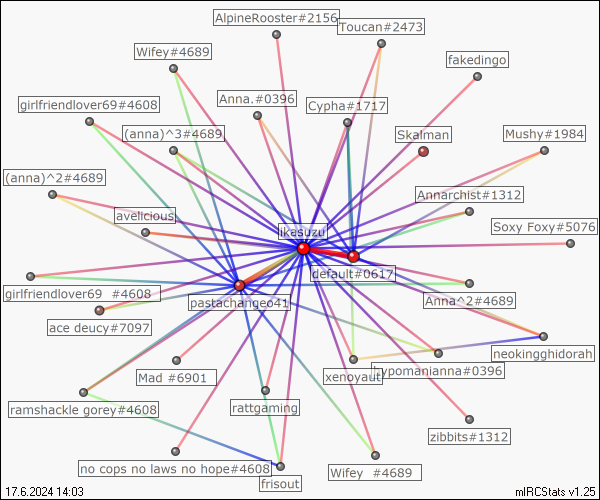 AlpineRooster#2156
Toucan#2473
Wifey#4689
fakedingo
girlfriendlover69#4608
Anna.#0396
Cypha#1717
(anna)^3#4689
Skalman
Mushy#1984
(anna)^2#4689
Annarchist#1312
avelicious
Soxy Foxy#5076
ikesuzu
default#0617
girlfriendlover69 #4608
pastachange641
Anna^2#4689
ace deucy#7097
neokingghidorah
Mad #6901
xenoyaut
hypomanianna#0396
ramshackle gorey#4608
rattgaming
zibbits#1312
no cops no laws no hope#4608
Wifey #4689
frisout
17.6.2024 14:03
mIRCStats v1.25